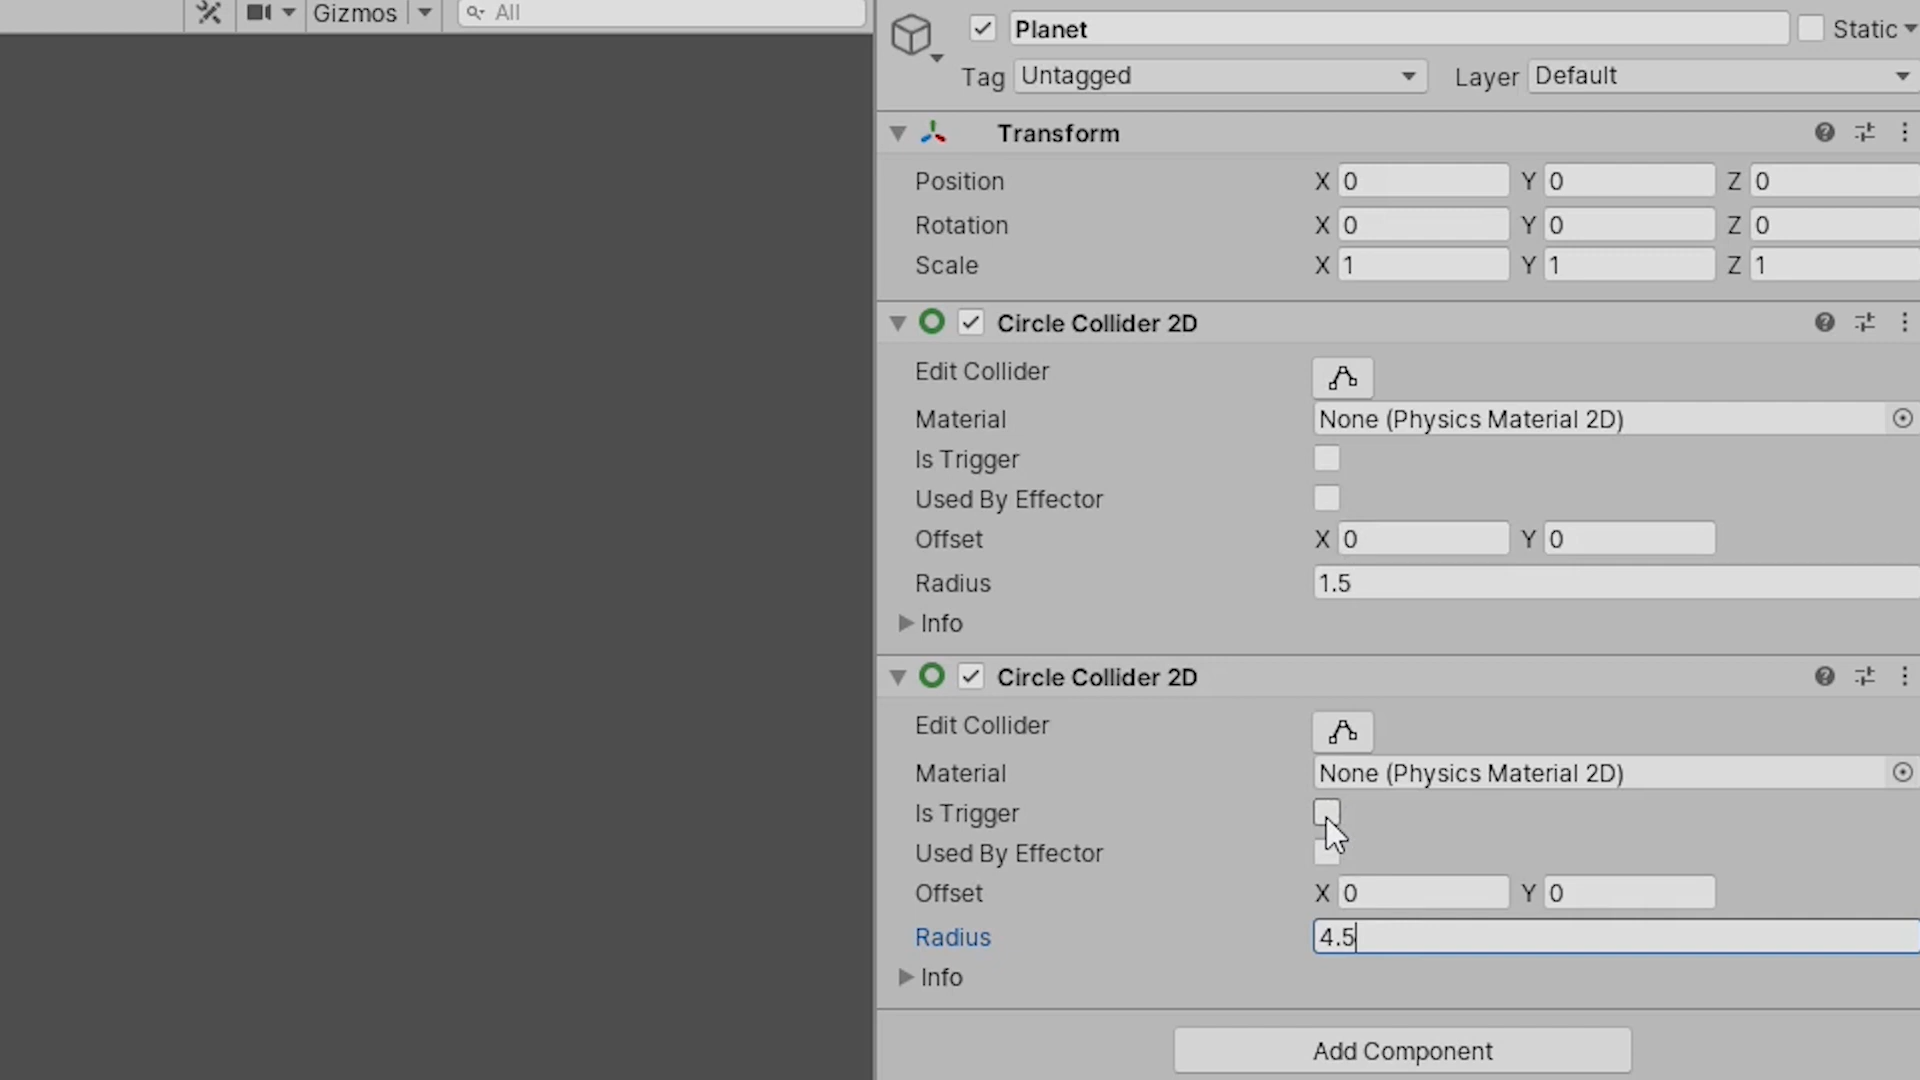 Gizmos All
Planet Static
Tag Untagged Layer Default
Transform
Position X 0 Y 0 Z 0
Rotation X 0 Y 0 Z 0
Scale X 1 Y 1 Z 1
Circle Collider 2D
Edit Collider
Material None (Physics Material 2D)
Is Trigger
Used By Effector
Offset X 0 Y 0
Radius 1.5
Info
Circle Collider 2D
Edit Collider
Material None (Physics Material 2D)
Is Trigger
Used By Effector
Offset X 0 Y 0
Radius 4.5
Info
Add Component